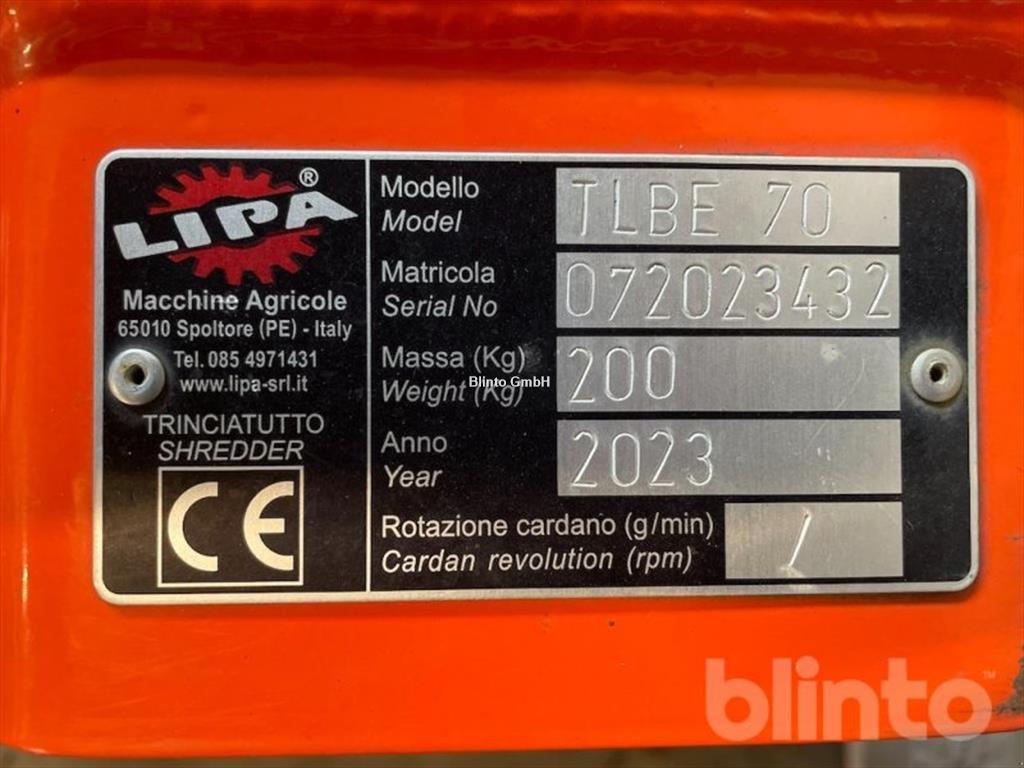 LIPA ®
Macchine Agricole
65010 Spoltore (PE) - Italy
Tel. 085 4971431
www.lipa-srl.it
TRINCIATUTTO
SHREDDER
CE
Modello TLBE 70
Model
Matricola 072023432
Serial No
Massa (Kg) 200
Weight (Kg)
Blinto GmbH
Anno 2023
Year
Rotazione cardano (g/min) /
Cardan revolution (rpm)
blinto™